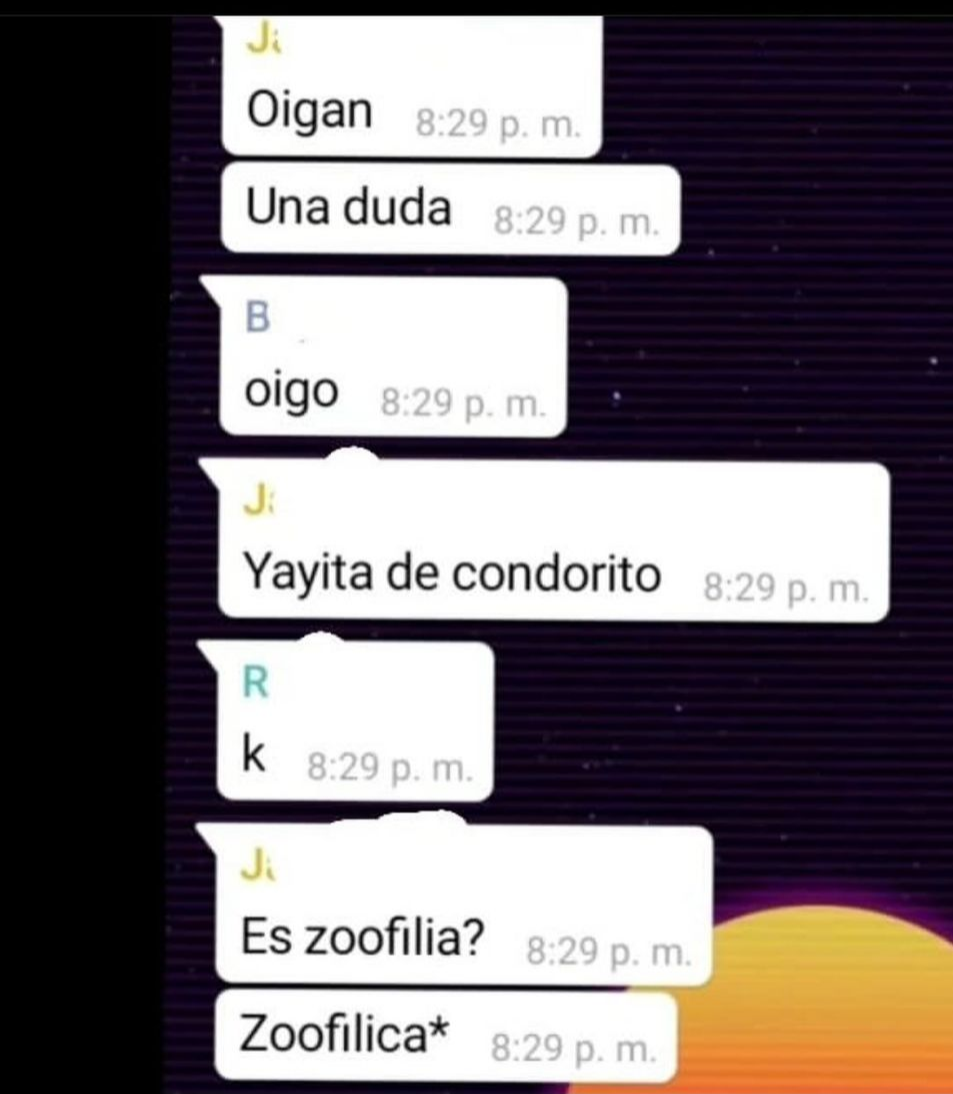 Oigan 8:29 p. m.
Una duda 8:29 p. m.
B
oigo 8:29 p. m.
Yayita de condorito 8:29 p. m.
R
k 8:29 p. m.
Es zoofilia? 8:29 p. m.
Zoofilica* 8:29 p. m.